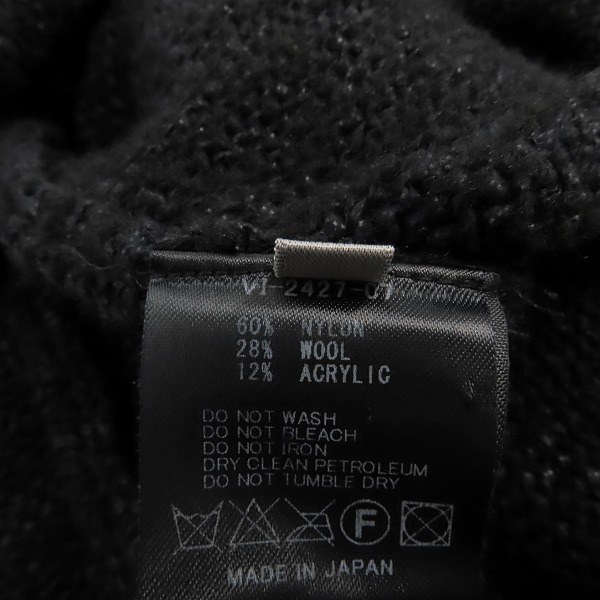 VI-2427-07
60% NYLON
28% WOOL
12% ACRYLIC
DO NOT WASH
DO NOT BLEACH
DO NOT IRON
DRY CLEAN PETROLEUM
DO NOT TUMBLE DRY
F
MADE IN JAPAN